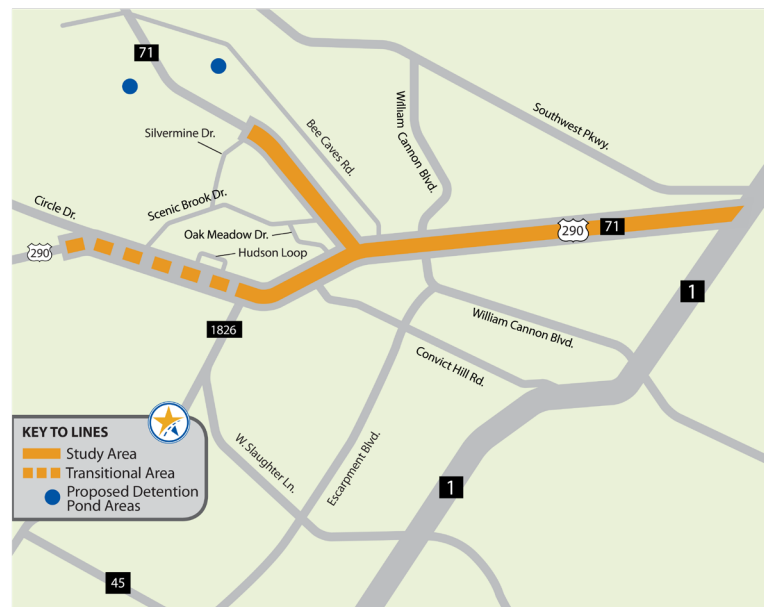 71
Silvermine Dr.
Bee Caves Rd.
William Cannon Blvd.
Southwest Pkwy.
Circle Dr.
Scenic Brook Dr.
Oak Meadow Dr.
Hudson Loop
290
290
71
1
1826
William Cannon Blvd.
Convict Hill Rd.
W. Slaughter Ln.
Escarpment Blvd.
1
45
KEY TO LINES
Study Area
Transitional Area
Proposed Detention
Pond Areas